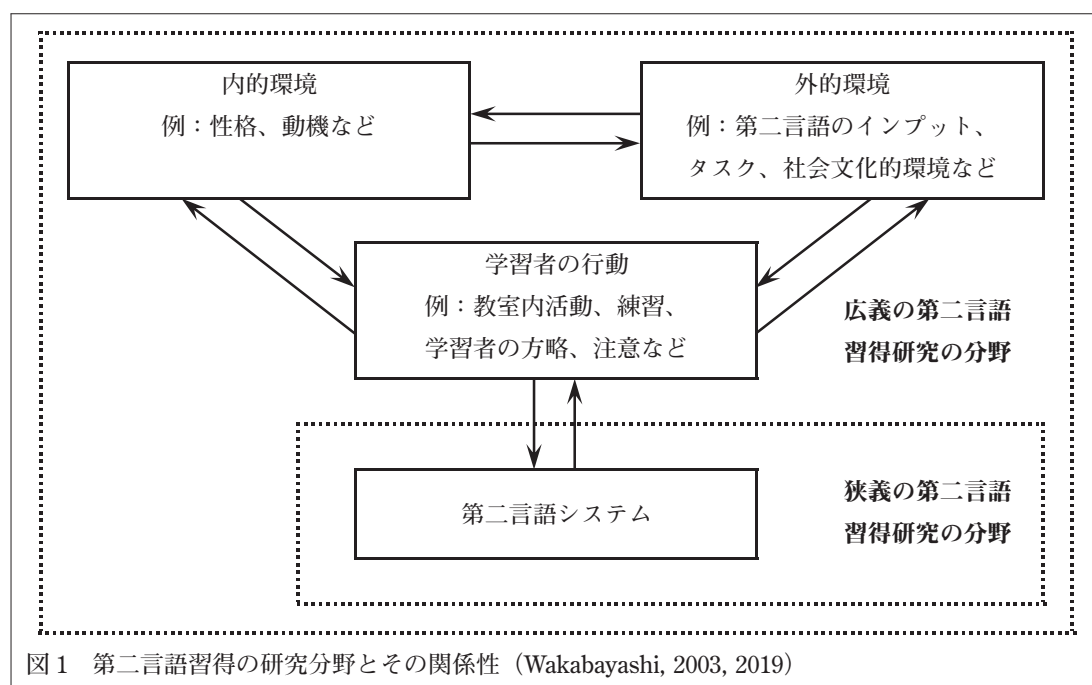 内的環境
例：性格、動機など
外的環境
例：第二言語のインプット、
タスク、社会文化的環境など
学習者の行動
例：教室内活動、練習、
学習者の方略、注意など
広義の第二言語
習得研究の分野
第二言語システム
狭義の第二言語
習得研究の分野
図1　第二言語習得の研究分野とその関係性（Wakabayashi, 2003, 2019）